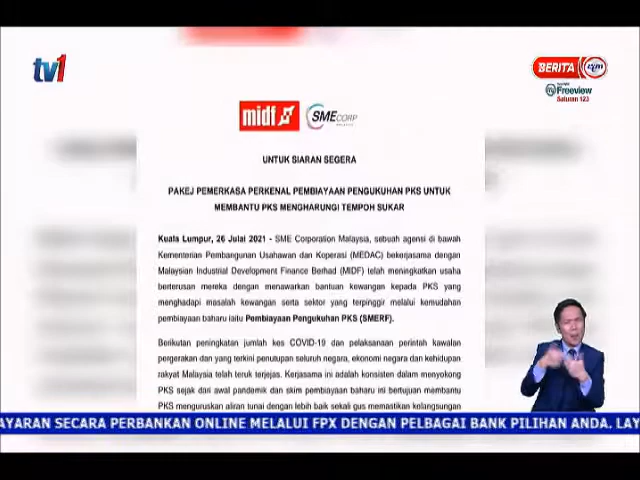 tv1
BERITA rtm
Freeview
Saluran 123
midf SME CORP
MALAYSIA
UNTUK SIARAN SEGERA
PAKEJ PEMERKASA PERKENAL PEMBIAYAAN PENGUKUHAN PKS UNTUK
MEMBANTU PKS MENGHARUNGI TEMPOH SUKAR
Kuala Lumpur, 26 Julai 2021 - SME Corporation Malaysia, sebuah agensi di bawah
Kementerian Pembangunan Usahawan dan Koperasi (MEDAC) bekerjasama dengan
Malaysian Industrial Development Finance Berhad (MIDF) telah meningkatkan usaha
berterusan mereka dengan menawarkan bantuan kewangan kepada PKS yang
menghadapi masalah kewangan serta sektor yang terpinggir melalui kemudahan
pembiayaan baharu iaitu Pembiayaan Pengukuhan PKS (SMERF).
Berikutan peningkatan jumlah kes COVID-19 dan pelaksanaan perintah kawalan
pergerakan dan yang terkini penutupan seluruh negara, ekonomi negara dan kehidupan
rakyat Malaysia telah teruk terjejas. Kerjasama ini adalah konsisten dalam menyokong
PKS sejak dari awal pandemik dan skim pembiayaan baharu ini bertujuan membantu
PKS menguruskan aliran tunai dengan lebih baik sekali gus memastikan kelangsungan
AYARAN SECARA PERBANKAN ONLINE MELALUI FPX DENGAN PELBAGAI BANK PILIHAN ANDA. LAY